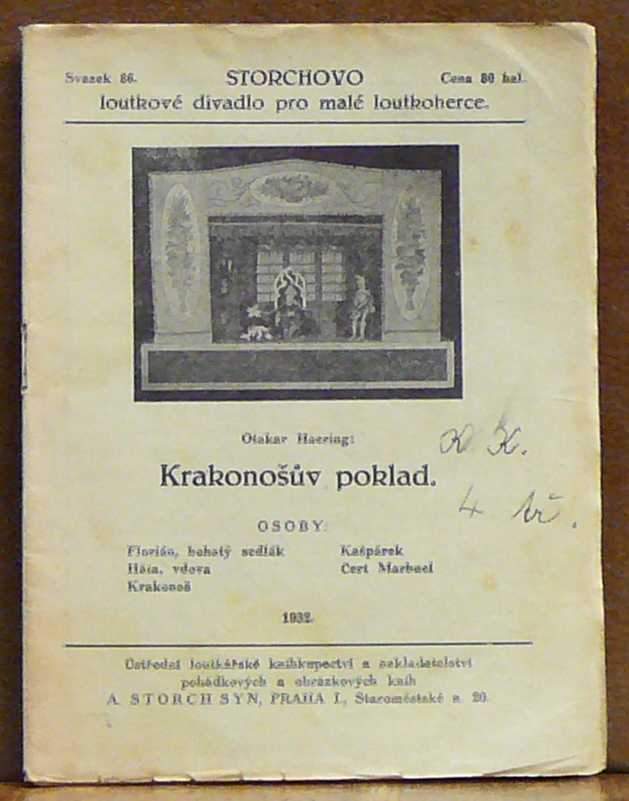 Svazek 86.
STORCHOVO
Cena 80 hal.
loutkové divadlo pro malé loutkoherce.
Otakar Haering:
Krakonošův poklad.
OSOBY:
Florián, bohatý sedlák
Háta, vdova
Krakonoš
Kašpárek
Čert Marbuel
1932.
Ústřední loutkářské knihkupectví a nakladatelství
pohádkových a obrázkových knih
A. STORCH SYN, PRAHA I., Staroměstské n. 20.
K.
4 tř.